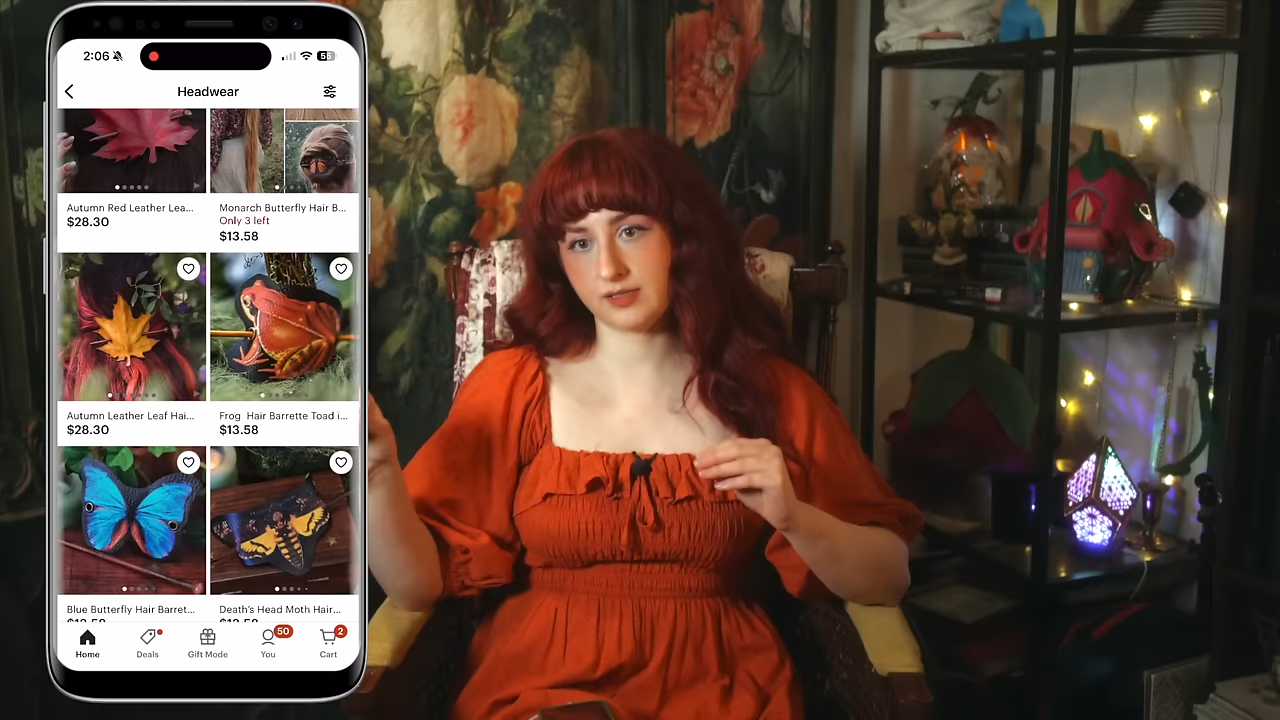 2:06
55
Headwear
Autumn Red Leather Lea...
$28.30
Monarch Butterfly Hair B...
Only 3 left
$13.58
Autumn Leather Leaf Hai...
$28.30
Frog Hair Barrette Toad i...
$13.58
Blue Butterfly Hair Barret...
Death's Head Moth Hair...
Home
Deals
Gift Mode
50
You
2
Cart